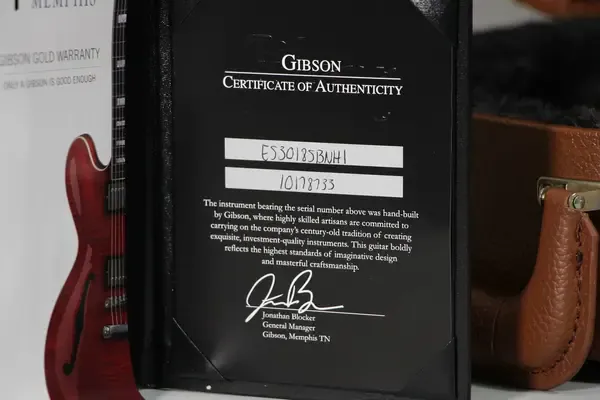 MEMPHIS
GIBSON GOLD WARRANTY
ONLY A GIBSON IS GOOD ENOUGH
GIBSON
CERTIFICATE OF AUTHENTICITY
ES30185BNH1
10178733
The instrument bearing the serial number above was hand-built
by Gibson, where highly skilled artisans are committed to
carrying on the company's century-old tradition of creating
exquisite, investment-quality instruments. This guitar boldly
reflects the highest standards of imaginative design
and masterful craftsmanship.
Jonathan Blocker
General Manager
Gibson, Memphis TN